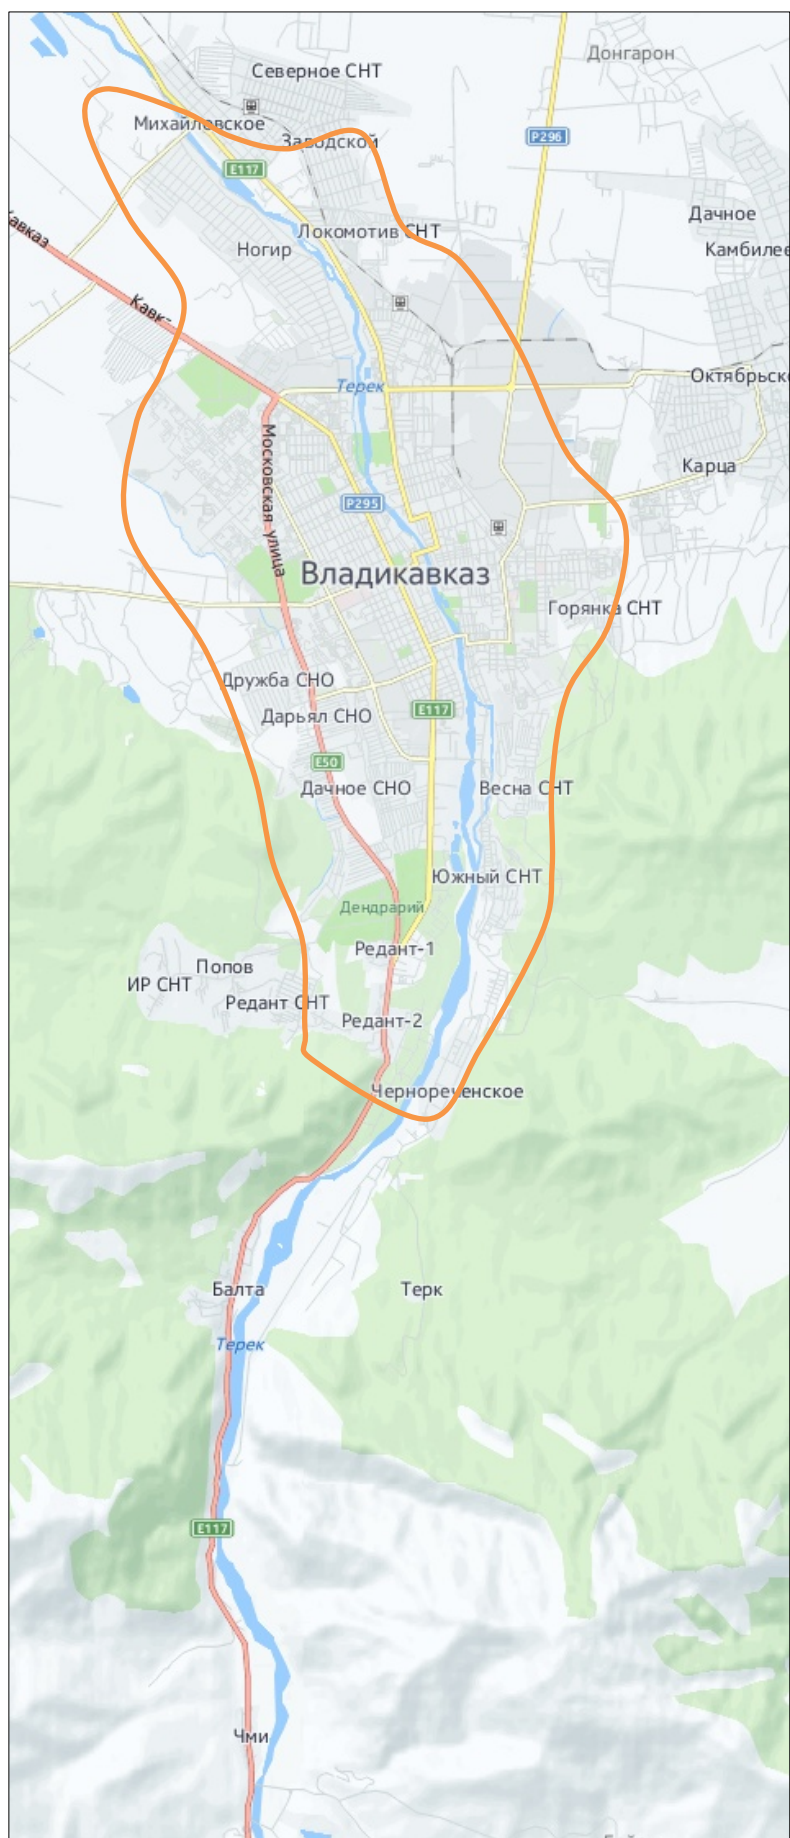 Донгарон
Северное СНТ
Михайловское
Заводской
Р296
Е117
Дачное
Кавказ
Локомотив СНТ
Ногир
Терек
Октябрьск
Московская улица
Карца
Р295
Владикавказ
Горянка СНТ
Дружба СНО
Е117
Дарьял СНО
Е50
Дачное СНО
Весна СНТ
Южный СНТ
Дендрарий
Редант-1
Попов
ИР СНТ
Редант СНТ
Редант-2
Чернореченское
Балта
Терк
Терек
Е117
Чми